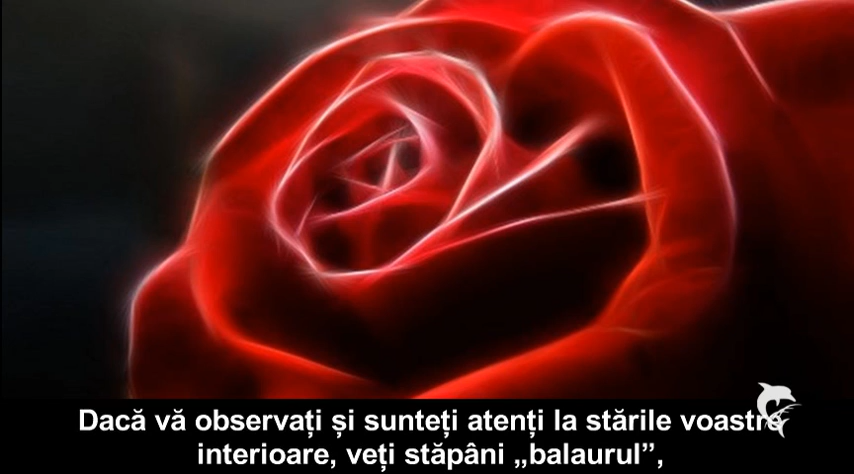 Dacă vă observați și sunteți atenți la stările voastre
interioare, veți stăpâni „balaurul”,